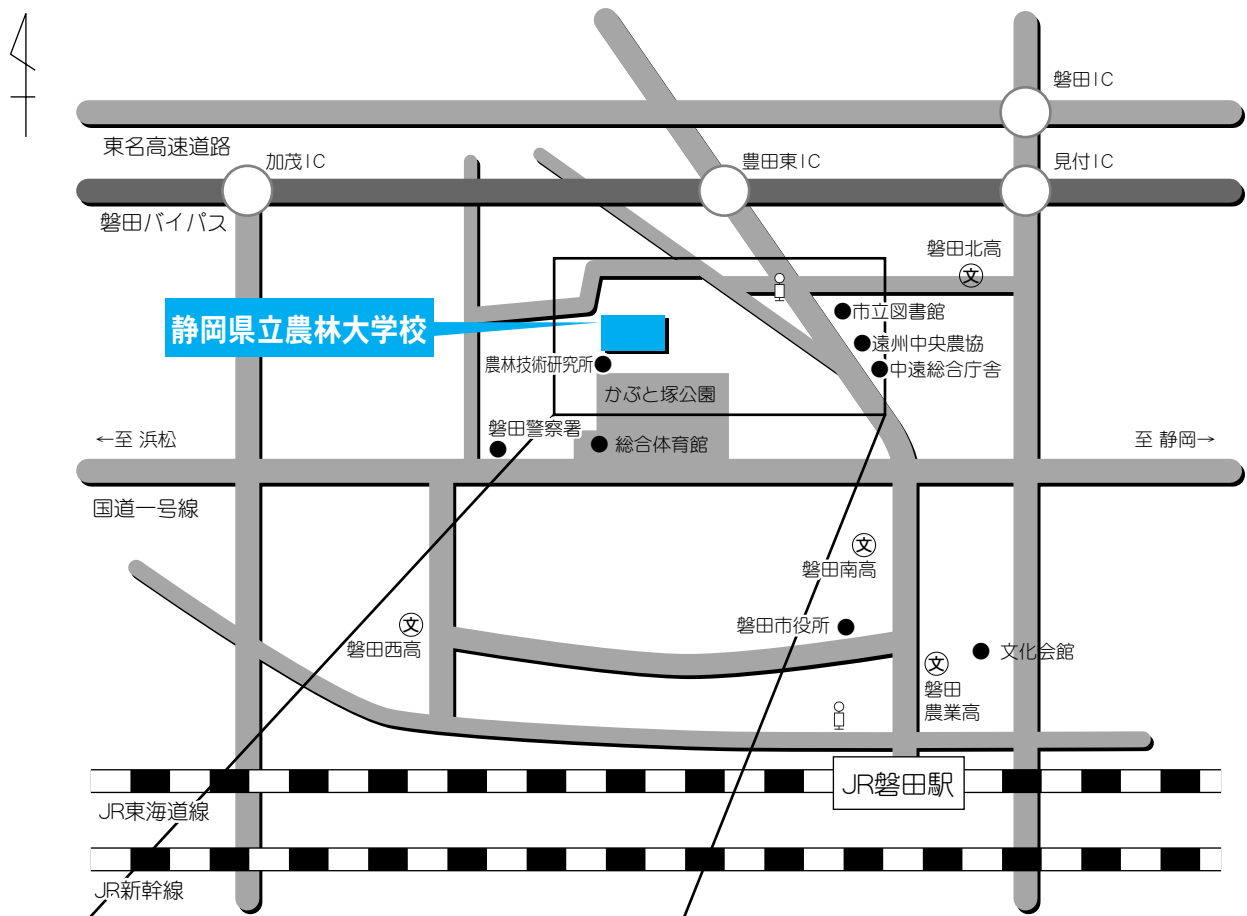 磐田IC
東名高速道路
加茂IC
豊田東IC
見付IC
磐田バイパス
磐田北高
文
市立図書館
静岡県立農林大学校
遠州中央農協
農林技術研究所
中遠総合庁舎
かぶと塚公園
磐田警察署
←至 浜松
総合体育館
至 静岡→
国道一号線
文
磐田南高
文
磐田西高
磐田市役所
文化会館
文
磐田
農業高
JR磐田駅
JR東海道線
JR新幹線